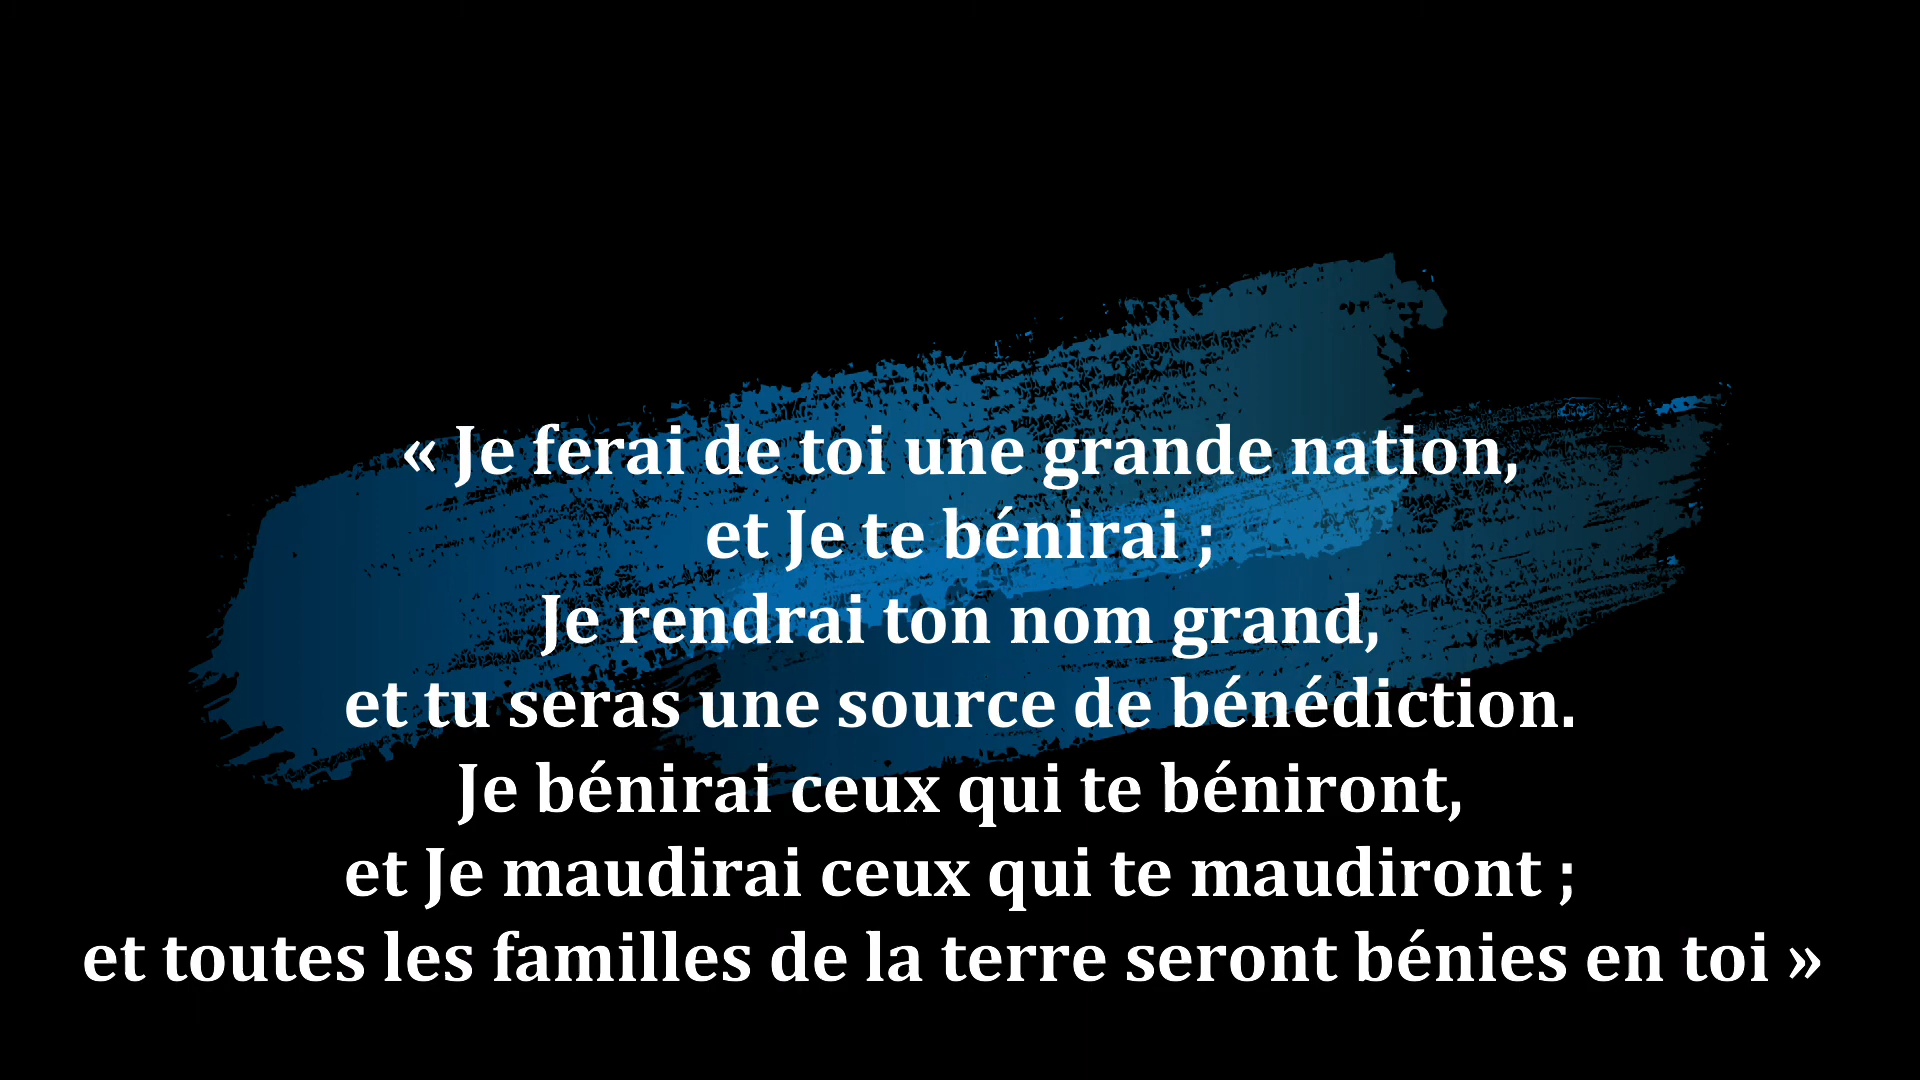 « Je ferai de toi une grande nation,
et Je te bénirai ;
Je rendrai ton nom grand,
et tu seras une source de bénédiction.
Je bénirai ceux qui te béniront,
et Je maudirai ceux qui te maudiront ;
et toutes les familles de la terre seront bénies en toi »